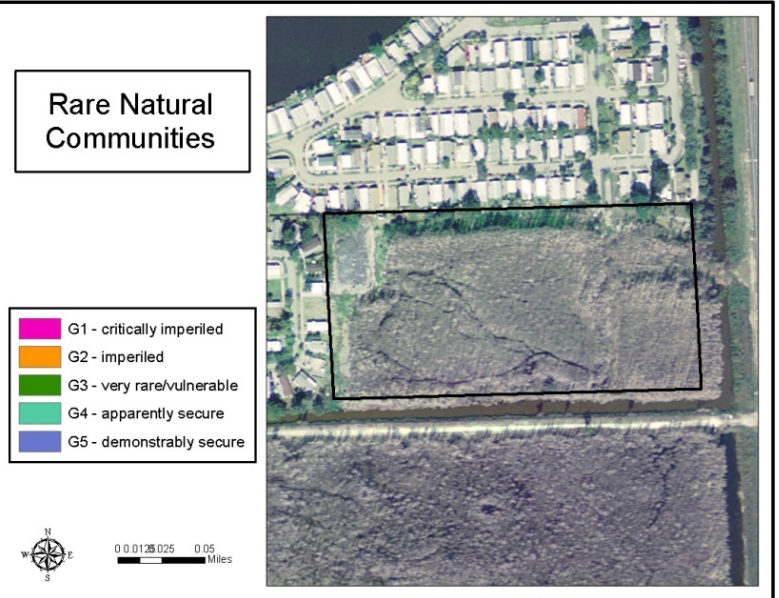 Rare Natural
Communities
G1 - critically imperiled
G2 - imperiled
G3 - very rare/vulnerable
G4 - apparently secure
G5 - demonstrably secure
N
W E
S
0 0.05
Miles